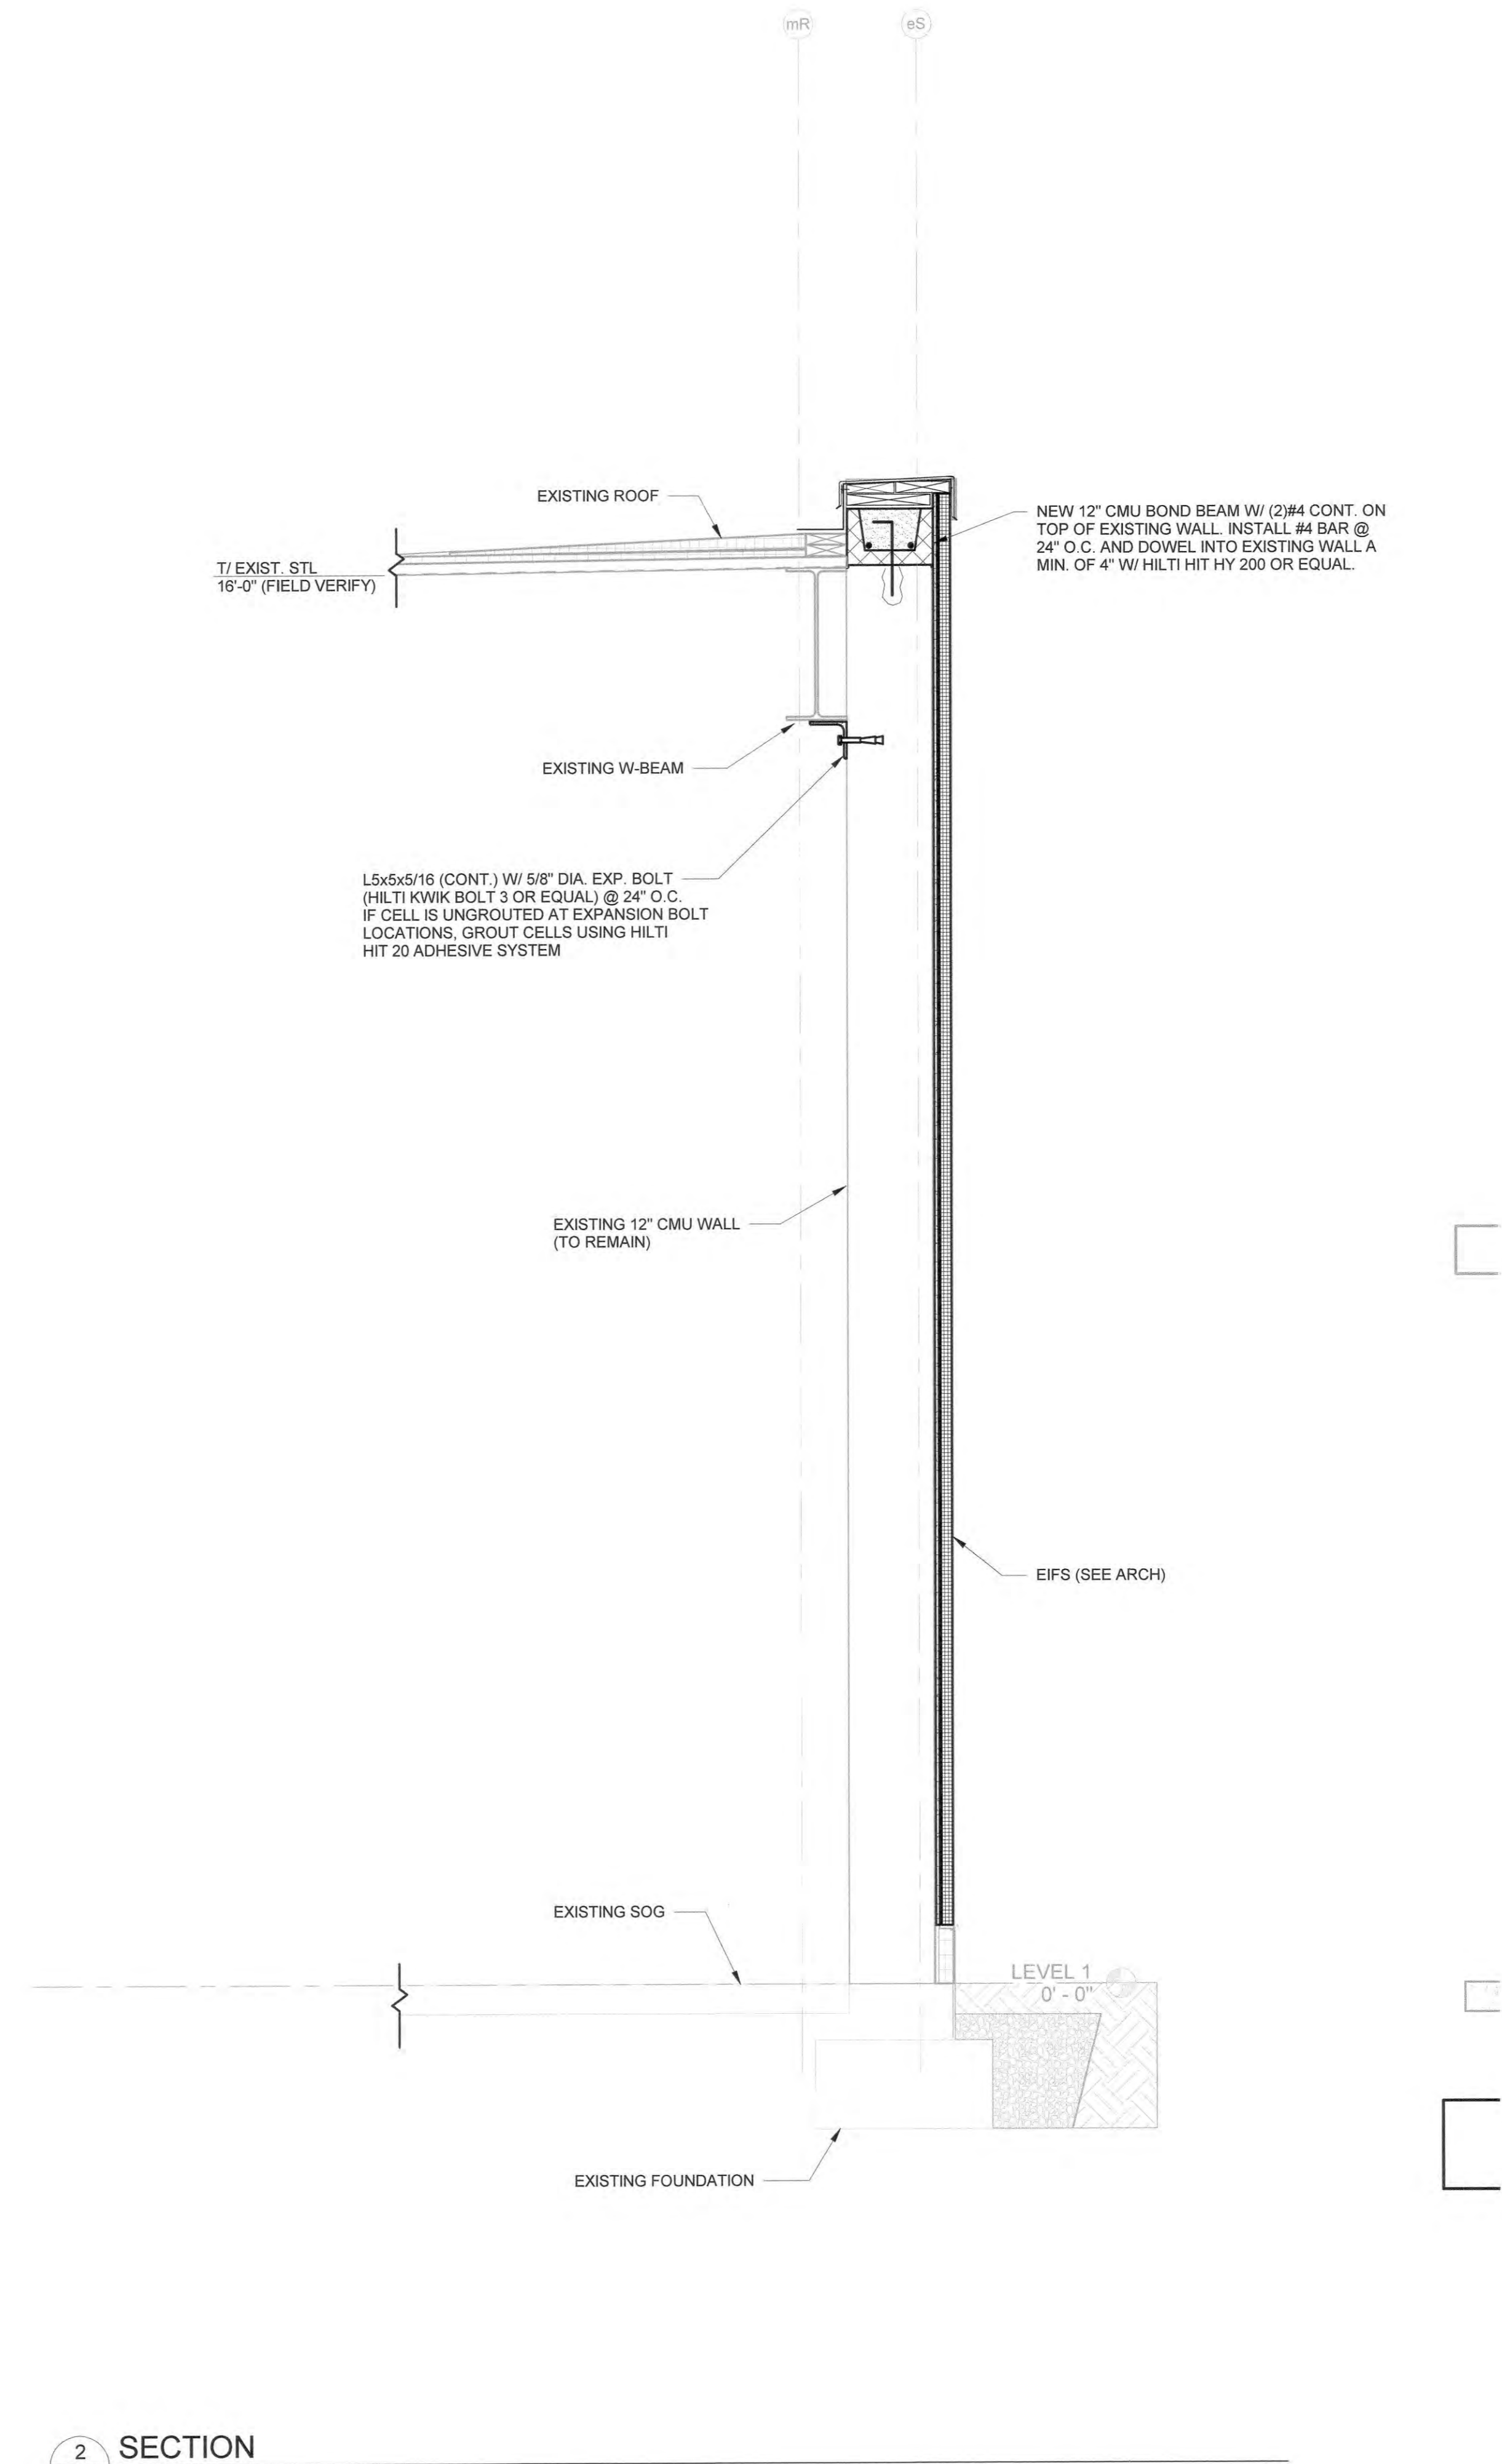 mR
eS
EXISTING ROOF
NEW 12" CMU BOND BEAM W/ (2)#4 CONT. ON
TOP OF EXISTING WALL. INSTALL #4 BAR @
24" O.C. AND DOWEL INTO EXISTING WALL A
MIN. OF 4" W/ HILTI HIT HY 200 OR EQUAL.
T/ EXIST. STL
16'-0" (FIELD VERIFY)
EXISTING W-BEAM
L5x5x5/16 (CONT.) W/ 5/8" DIA. EXP. BOLT
(HILTI KWIK BOLT 3 OR EQUAL) @ 24" O.C.
IF CELL IS UNGROUTED AT EXPANSION BOLT
LOCATIONS, GROUT CELLS USING HILTI
HIT 20 ADHESIVE SYSTEM
EXISTING 12" CMU WALL
(TO REMAIN)
EIFS (SEE ARCH)
EXISTING SOG
LEVEL 1
0' - 0"
EXISTING FOUNDATION
2 SECTION